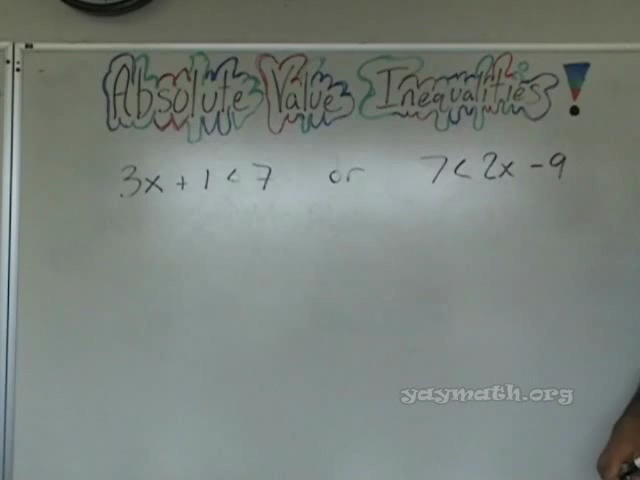 Absolute Value Inequalities!
3x + 1 < 7 or 7 < 2x - 9
yaymath.org